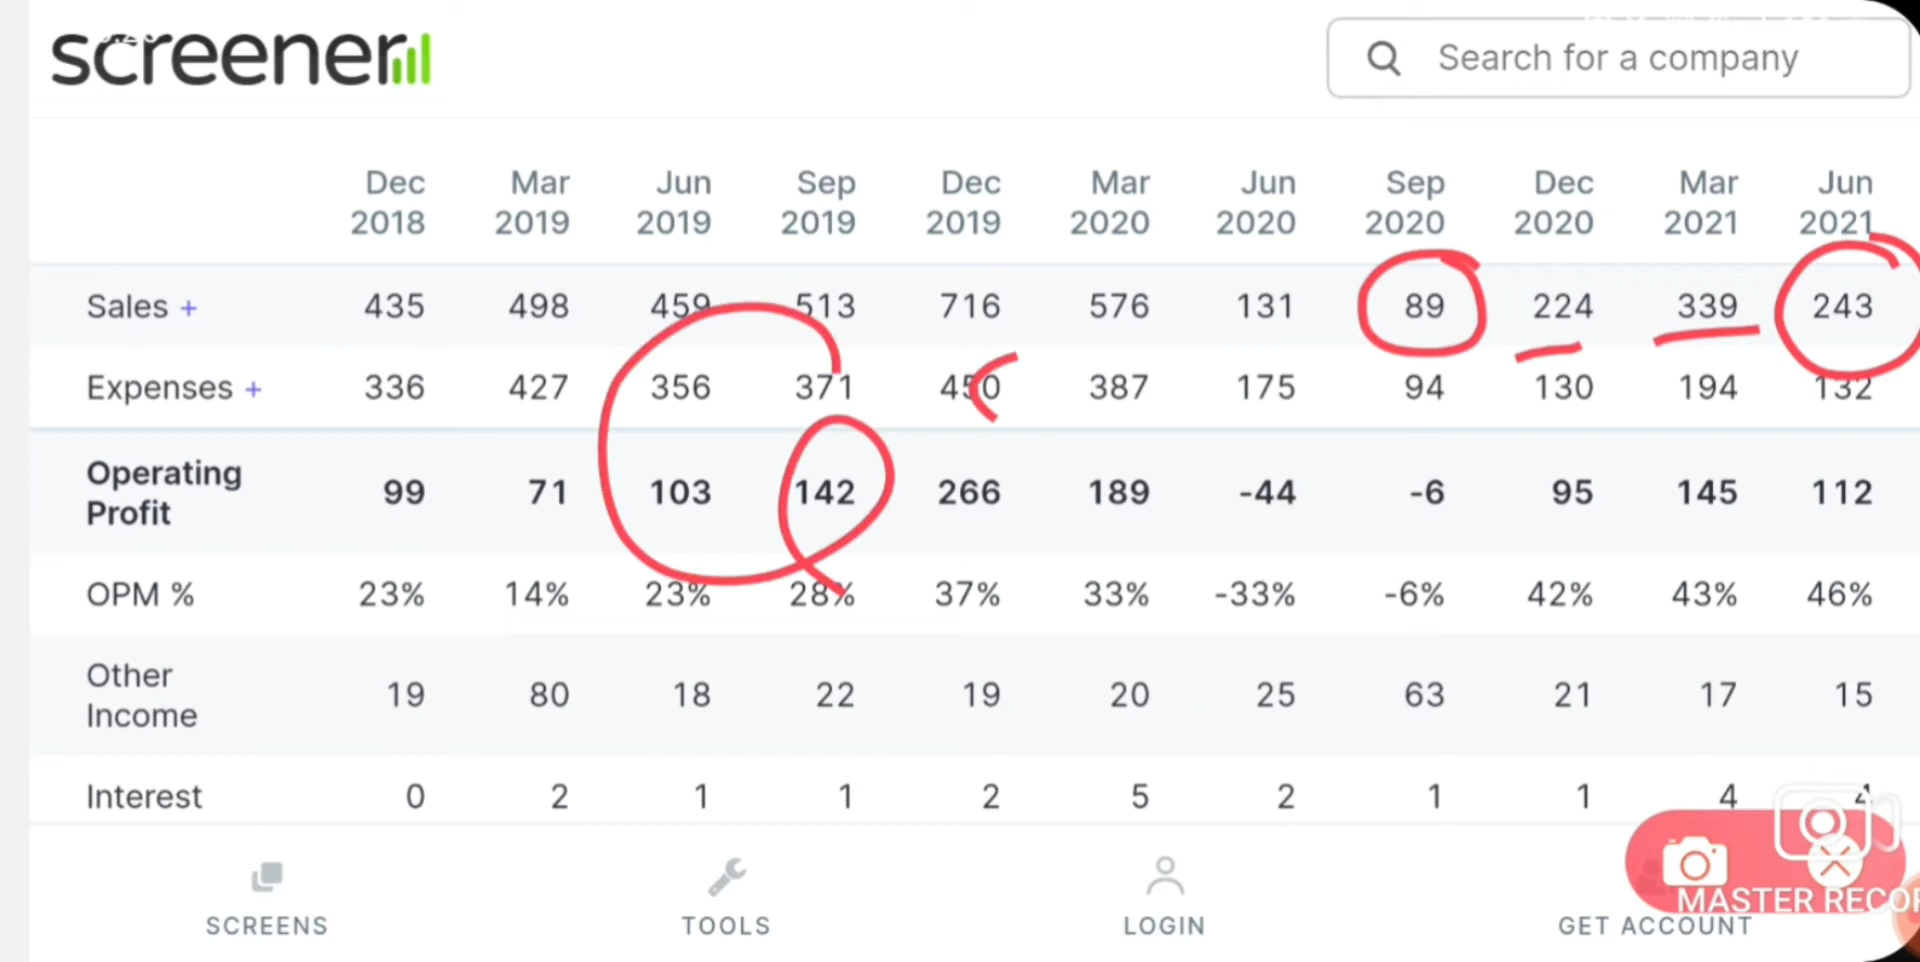 screener
Search for a company
Dec 2018 Mar 2019 Jun 2019 Sep 2019 Dec 2019 Mar 2020 Jun 2020 Sep 2020 Dec 2020 Mar 2021 Jun 2021
Sales + 435 498 459 513 716 576 131 89 224 339 243
Expenses + 336 427 356 371 450 387 175 94 130 194 132
Operating Profit 99 71 103 142 266 189 -44 -6 95 145 112
OPM % 23% 14% 23% 28% 37% 33% -33% -6% 42% 43% 46%
Other Income 19 80 18 22 19 20 25 63 21 17 15
Interest 0 2 1 1 2 5 2 1 1 4 4
SCREENS TOOLS LOGIN GET ACCOUNT
MASTER RECOR